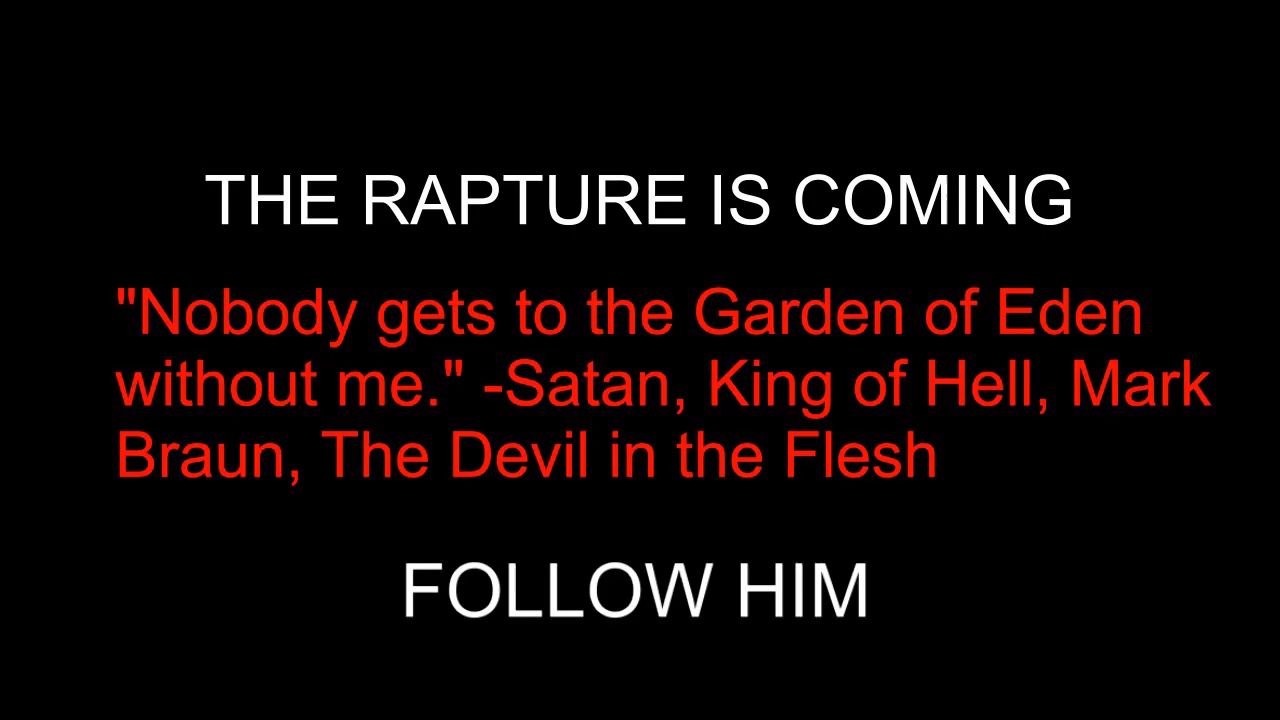 THE RAPTURE IS COMING
"Nobody gets to the Garden of Eden
without me." -Satan, King of Hell, Mark
Braun, The Devil in the Flesh
FOLLOW HIM